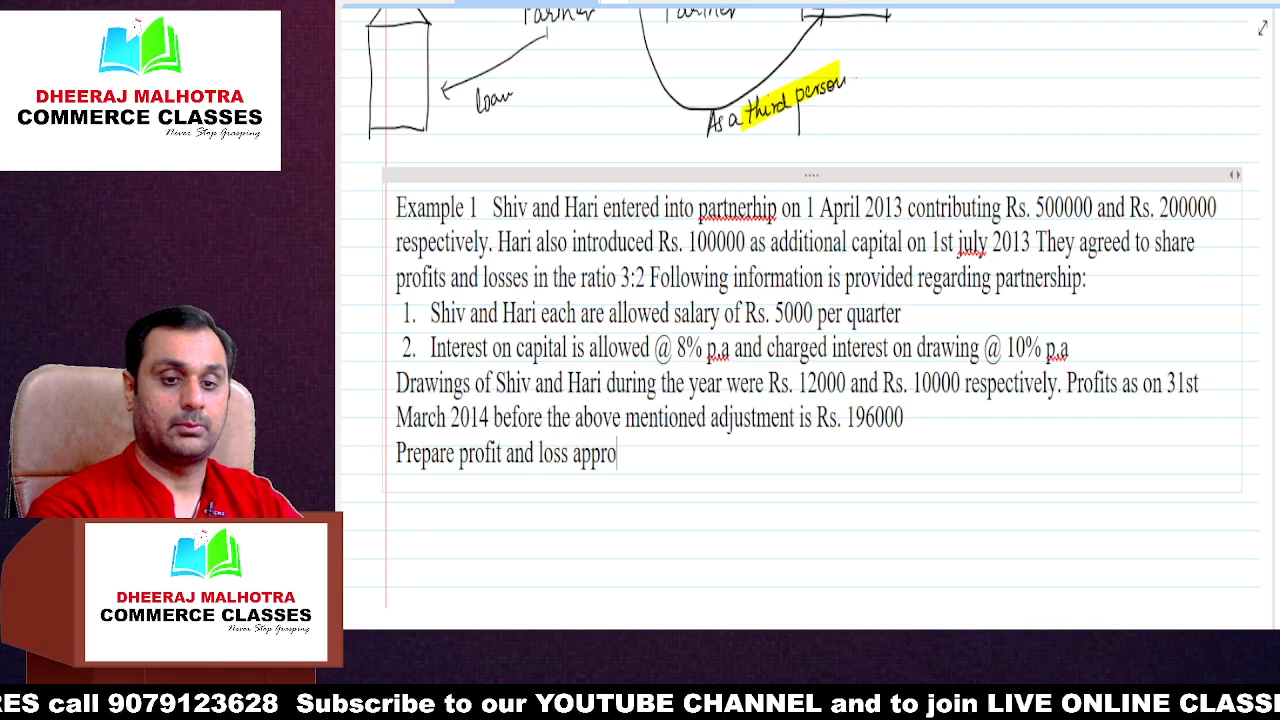 Partner
Partner
loan
As a third person
DHEERAJ MALHOTRA
COMMERCE CLASSES
Never Stop Grasping
Example 1 Shiv and Hari entered into partnerhip on 1 April 2013 contributing Rs. 500000 and Rs. 200000
respectively. Hari also introduced Rs. 100000 as additional capital on 1st july 2013 They agreed to share
profits and losses in the ratio 3:2 Following information is provided regarding partnership:
1. Shiv and Hari each are allowed salary of Rs. 5000 per quarter
2. Interest on capital is allowed @ 8% p.a and charged interest on drawing @ 10% p.a
Drawings of Shiv and Hari during the year were Rs. 12000 and Rs. 10000 respectively. Profits as on 31st
March 2014 before the above mentioned adjustment is Rs. 196000
Prepare profit and loss appro
DHEERAJ MALHOTRA
COMMERCE CLASSES
Never Stop Grasping
RES call 9079123628 Subscribe to our YOUTUBE CHANNEL and to join LIVE ONLINE CLASSE